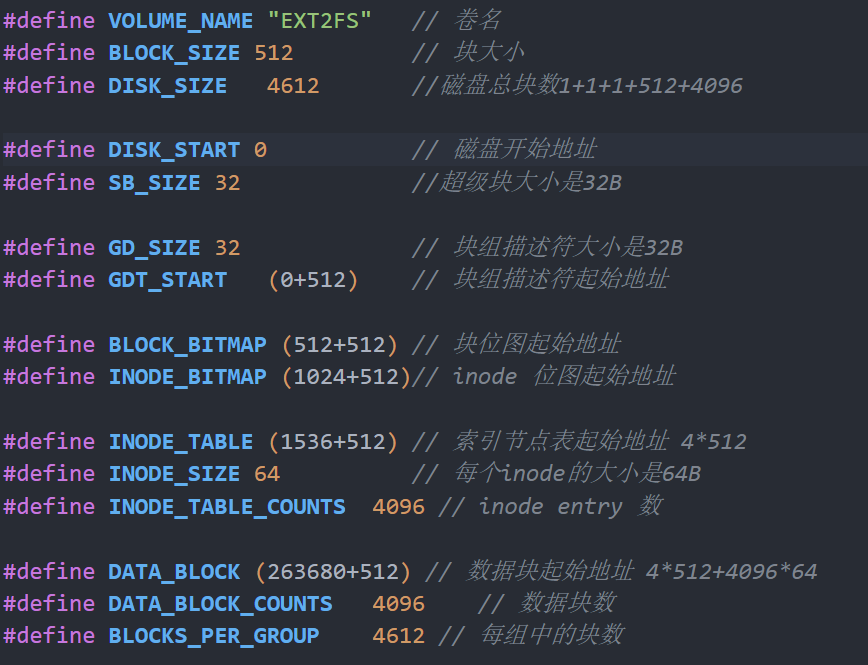 #define VOLUME_NAME "EXT2FS" // 卷名
#define BLOCK_SIZE 512 // 块大小
#define DISK_SIZE 4612 //磁盘总块数1+1+1+512+4096
#define DISK_START 0 // 磁盘开始地址
#define SB_SIZE 32 //超级块大小是32B
#define GD_SIZE 32 // 块组描述符大小是32B
#define GDT_START (0+512) // 块组描述符起始地址
#define BLOCK_BITMAP (512+512) // 块位图起始地址
#define INODE_BITMAP (1024+512)// inode 位图起始地址
#define INODE_TABLE (1536+512) // 索引节点表起始地址 4*512
#define INODE_SIZE 64 // 每个inode的大小是64B
#define INODE_TABLE_COUNTS 4096 // inode entry 数
#define DATA_BLOCK (263680+512) // 数据块起始地址 4*512+4096*64
#define DATA_BLOCK_COUNTS 4096 // 数据块数
#define BLOCKS_PER_GROUP 4612 // 每组中的块数